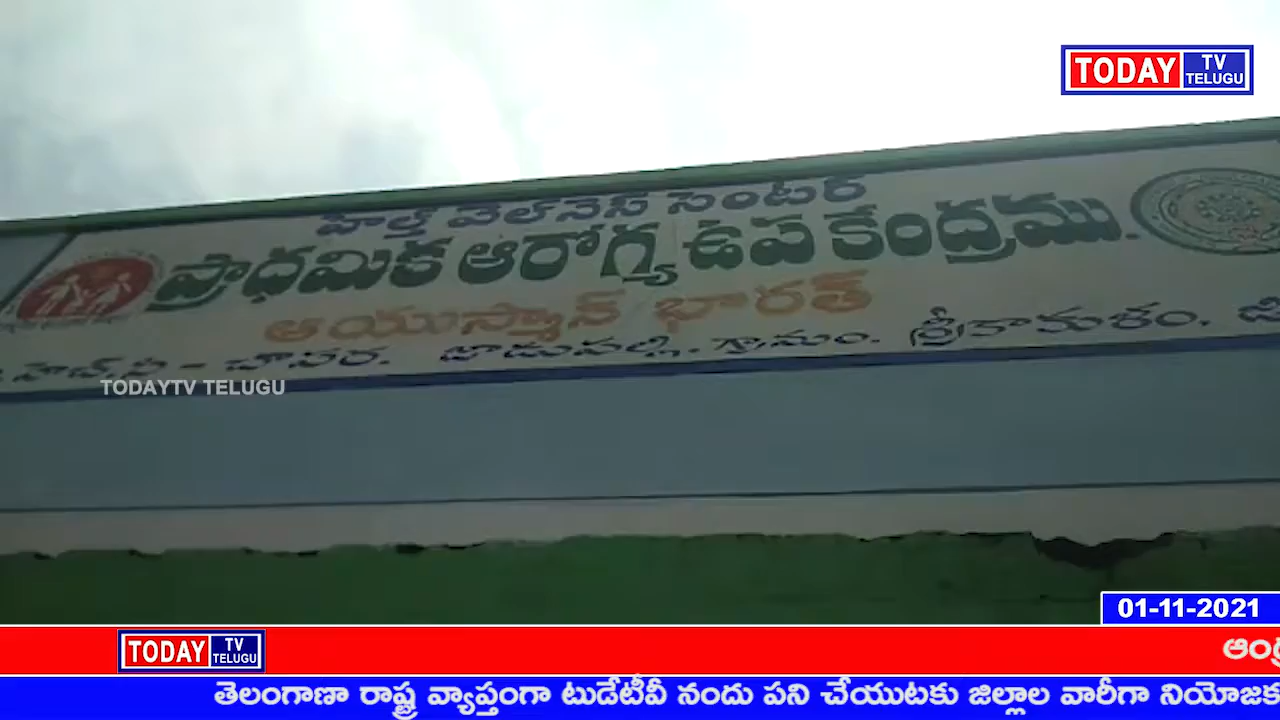 TODAY TV TELUGU
హెల్త్ వెల్‌నెస్ సెంటర్
ప్రాథమిక ఆరోగ్య ఉప కేంద్రము.
ఆయుస్మాన్ భారత్
జూడుపల్లి. గ్రామం. శ్రీకాకుళం.
TODAYTV TELUGU
01-11-2021
TODAY TV TELUGU
తెలంగాణా రాష్ట్ర వ్యాప్తంగా టుడేటీవీ నందు పని చేయుటకు జిల్లాల వారీగా